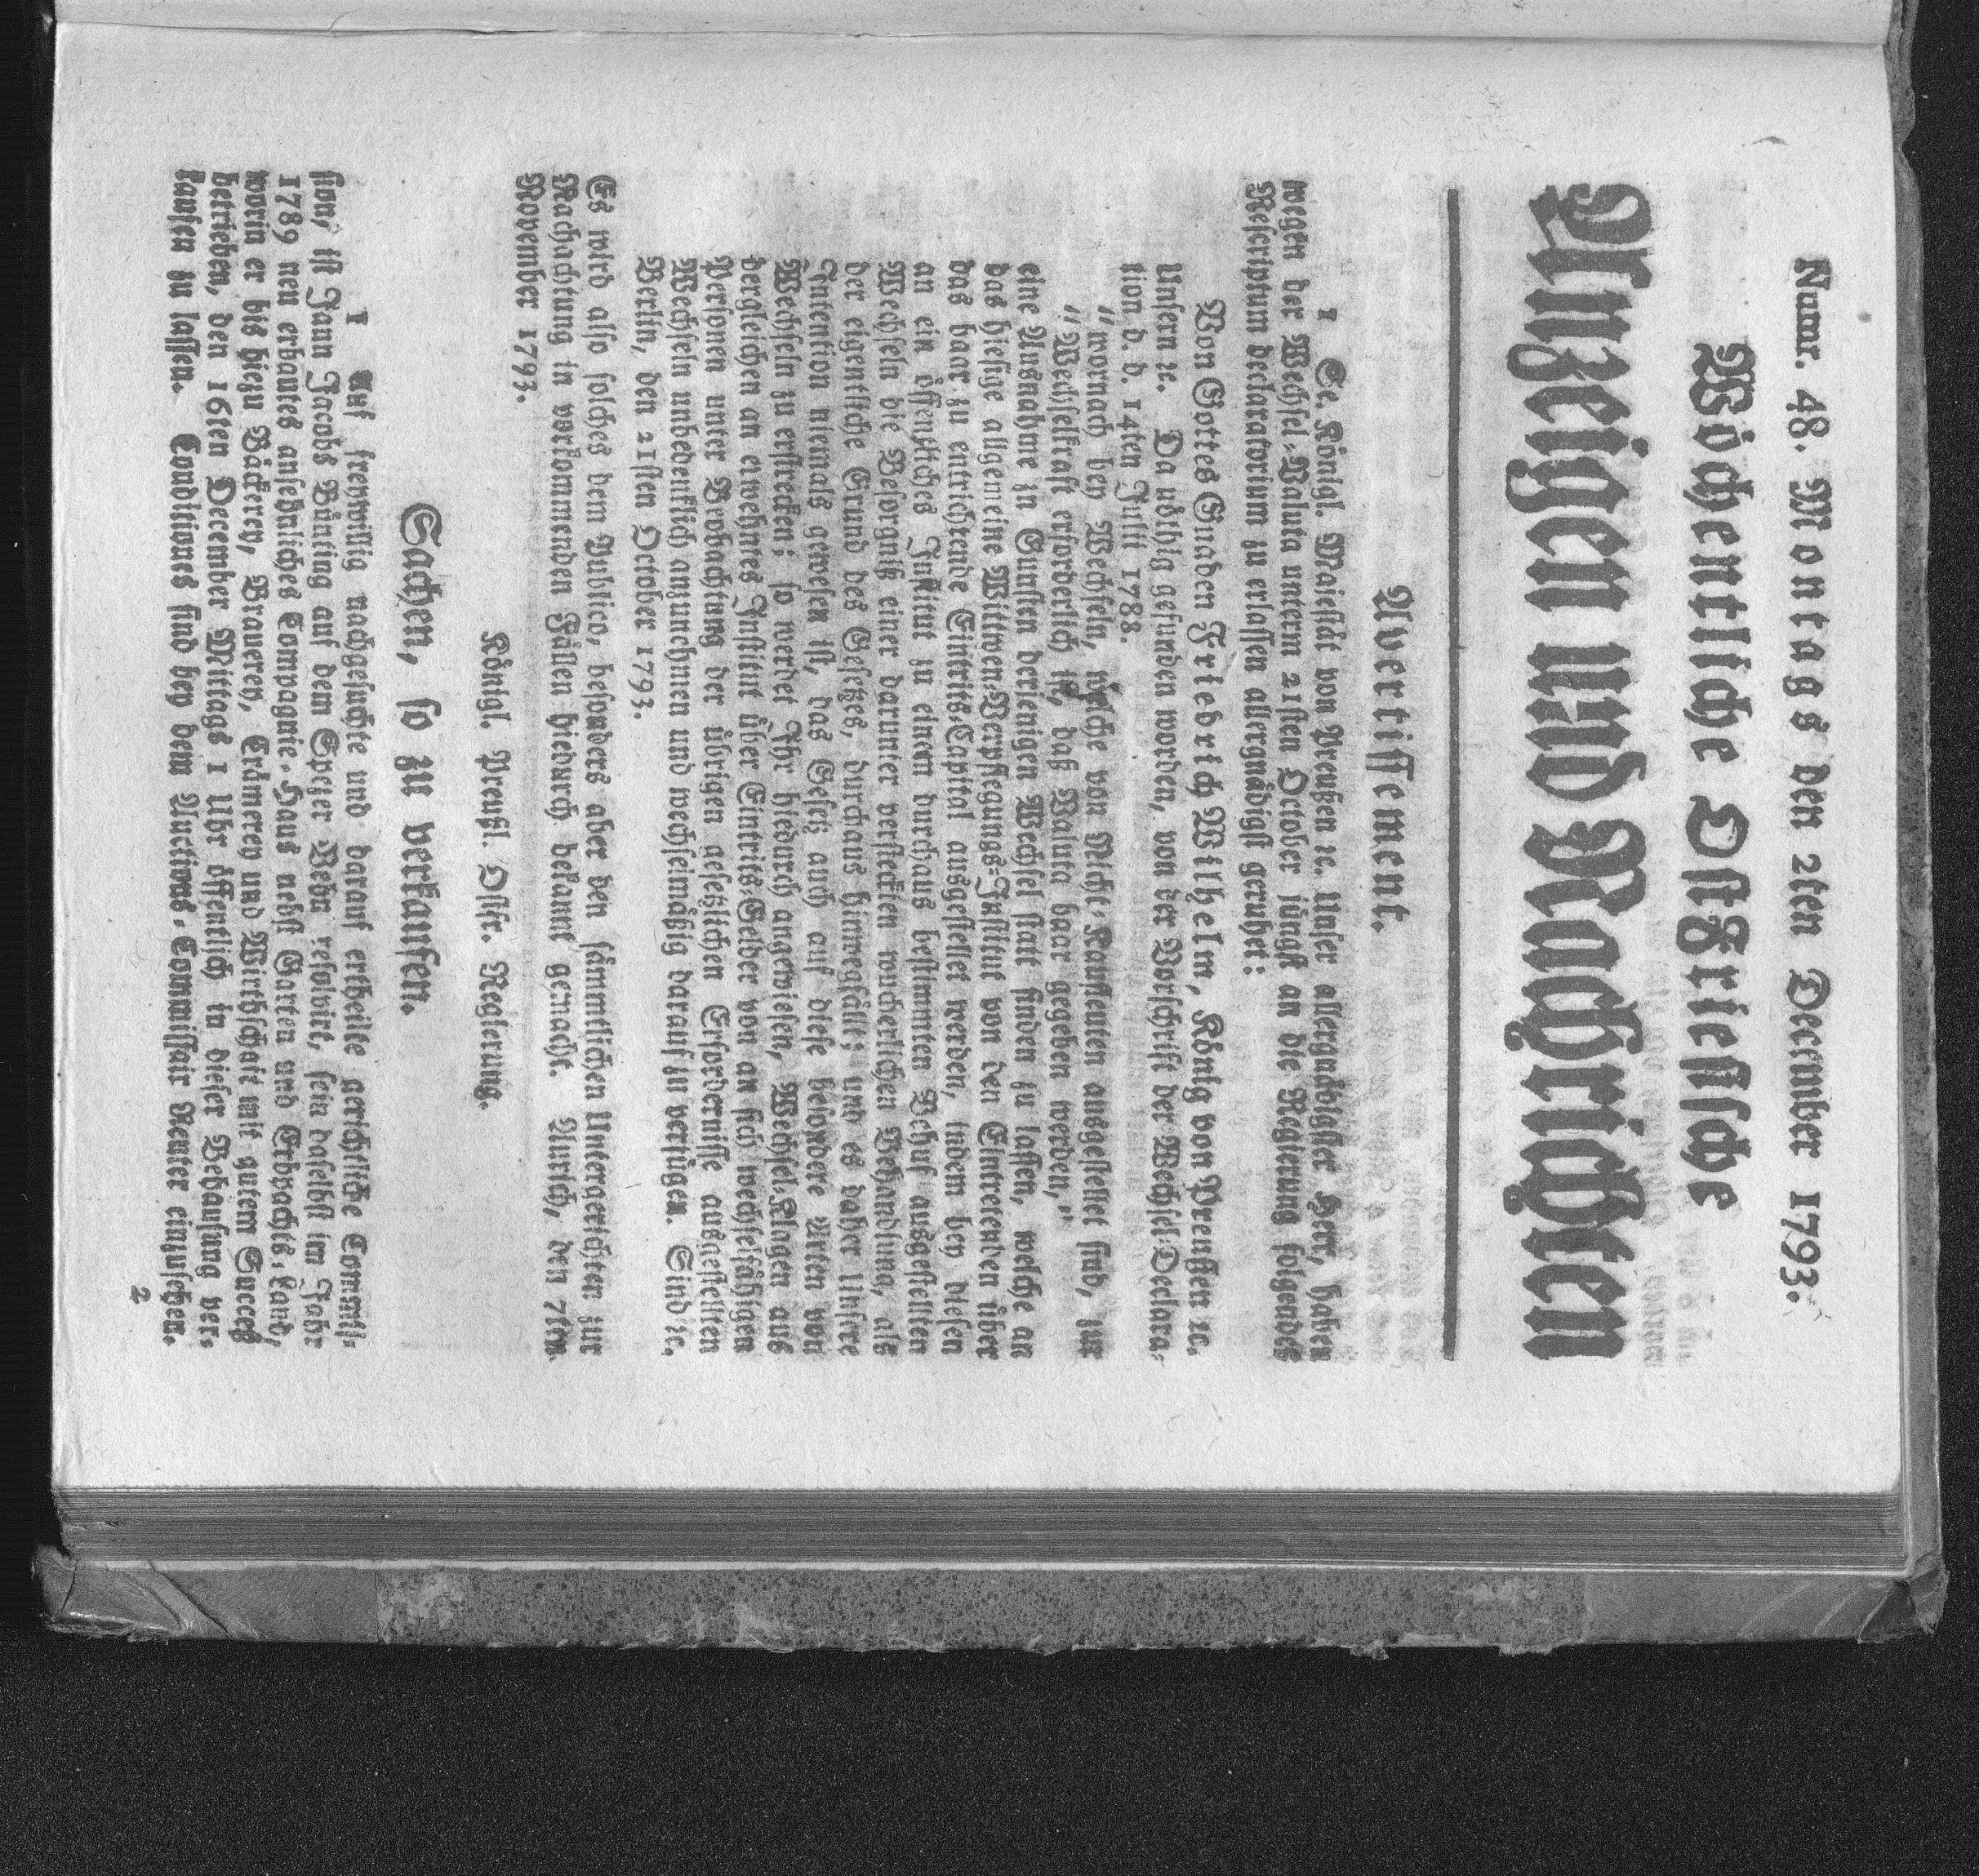 Numr. 48. Montags den 2ten December 1793.
Wöchentliche Ostfriesische
Anzeigen und Nachrichten
Avertissement.
1 Se. Königl. Majestät von Preußen ꝛc. Unser allergnädigster Herr, haben
wegen der Wechsel-Valuta unterm 21sten October jüngst an die Regierung folgendes
Rescriptum declaratorium zu erlassen allergnädigst geruhet:
Von Gottes Gnaden Friedrich Wilhelm, König von Preussen ꝛc.
Unsern ꝛc. Da nöthig gefunden worden, von der Vorschrift der Wechsel-Declara-
tion d. d. 14ten Julii 1788.
„wornach bey Wechseln, welche von Nicht-Kaufleuten ausgestellet sind, zur
„Wechselkraft erforderlich ist, daß Valuta baar gegeben werden,“
eine Ausnahme zu Gunsten derjenigen Wechsel statt finden zu lassen, welche an
das hiesige allgemeine Wittwen-Verpflegungs-Institut von den Eintretenden über
das baar zu entrichtende Eintrits-Capital ausgestellet werden, indem bey diesen
an ein öffentliches Institut zu einem durchaus bestimmten Behuf ausgestellten
Wechseln die Besorgniß einer darunter versteckten wucherlichen Behandlung, als
der eigentliche Grund des Gesetzes, durchaus hinwegfällt; und es daher Unsere
Intention niemals gewesen ist, das Gesetz auch auf diese besondere Arten von
Wechseln zu erstrecken: so werdet Ihr hiedurch angewiesen, Wechsel-Klagen aus
dergleichen an erwehntes Institut über Eintrits-Gelder von an sich wechselfähigen
Personen unter Beobachtung der übrigen gesetzlichen Erfordernisse ausgestellten
Wechseln unbedenklich anzunehmen und wechselmäßig darauf zu verfügen. Sind ꝛc.
Berlin, den 21sten October 1793.
Es wird also solches dem Publico, besonders aber den sämmtlichen Untergerichten zur
Nachachtung in vorkommenden Fällen hiedurch bekannt gemacht. Aurich, den 7ten
November 1793.
Königl. Preußl. Ostfr. Regierung.
Sachen, so zu verkaufen.
1 Auf freywillig nachgesuchte und darauf ertheilte gerichtliche Commis-
sion, ist Jann Jacobs Bünting auf dem Spetzer Vehn resolvirt, sein daselbst im Jahr
1789 neu erbautes ansehnliches Compagnie-Haus nebst Garten und Erbpachts-Land,
worin er bis hiezu Bäkerey, Brauerey, Crämerey und Wirthschaft mit gutem Succeß
betrieben, den 16ten December Mittags 1 Uhr öffentlich in dieser Behausung ver-
kaufen zu lassen. Conditiones sind bey dem Auctions-Commissair Reuter einzusehen.
2